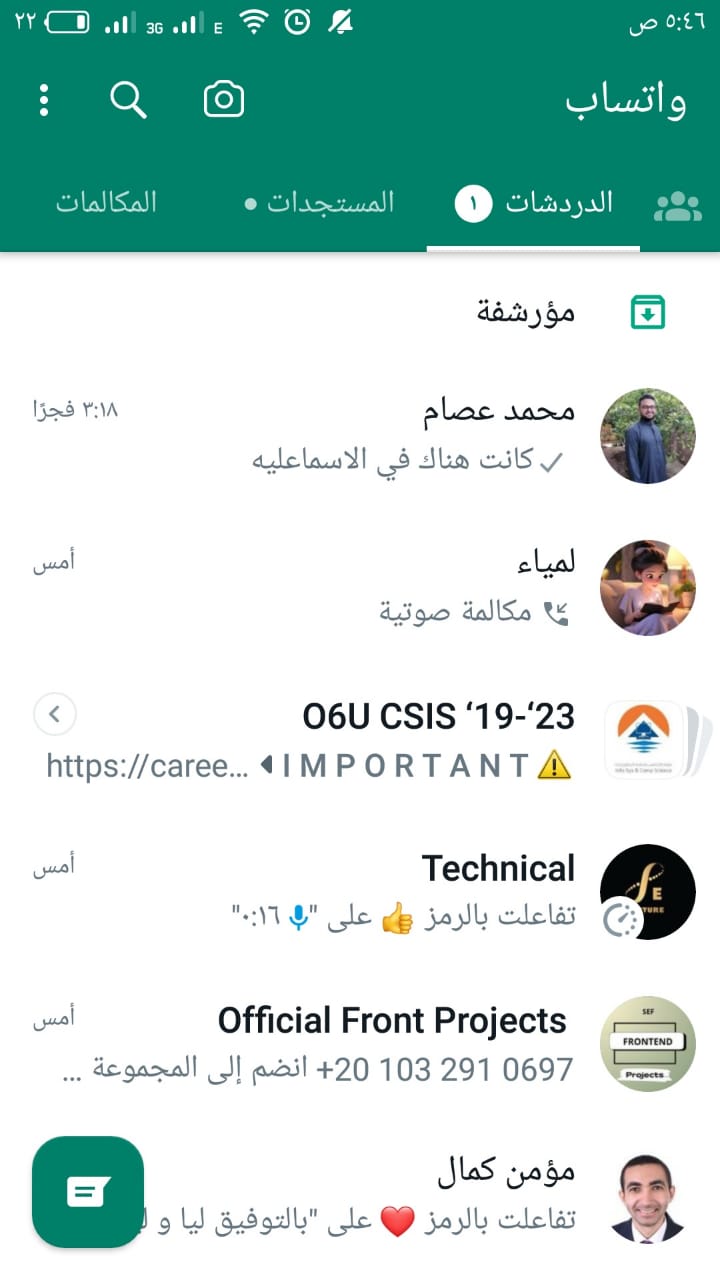 ٥:٤٦ ص
E
3G
٢٢
واتساب
الدردشات ١
المستجدات
المكالمات
مؤرشفة
محمد عصام
٣:١٨ فجرًا
كانت هناك في الاسماعليه
لمياء
أمس
مكالمة صوتية
O6U CSIS ‘19-‘23
⚠️IMPORTANT◀ https://caree...
Technical
أمس
تفاعلت بالرمز 👍 على "🎤 ٠:١٦"
Official Front Projects
أمس
+20 103 291 0697 انضم إلى المجموعة ...
SEF
FRONTEND
Projects
مؤمن كمال
تفاعلت بالرمز ❤️ على "بالتوفيق ليا و